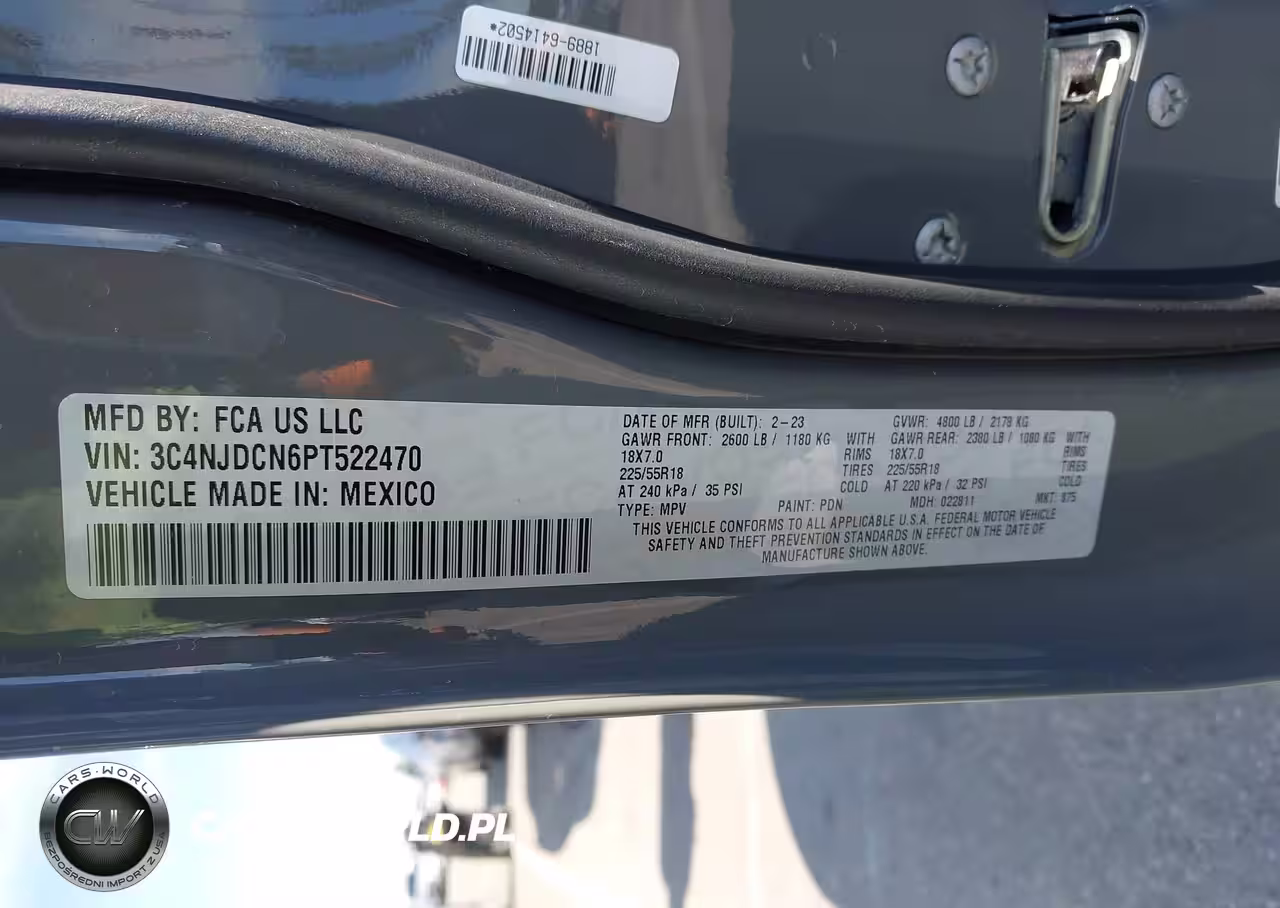 1889-6414502*
MFD BY: FCA US LLC
VIN: 3C4NJDCN6PT522470
VEHICLE MADE IN: MEXICO
DATE OF MFR (BUILT): 2-23 GVWR: 4800 LB / 2178 KG
GAWR FRONT: 2600 LB / 1180 KG WITH GAWR REAR: 2380 LB / 1080 KG WITH
18X7.0 RIMS 18X7.0 RIMS
225/55R18 TIRES 225/55R18 TIRES
AT 240 kPa / 35 PSI COLD AT 220 kPa / 32 PSI COLD
TYPE: MPV PAINT: PDN MDH: 022811 MKT: 875
THIS VEHICLE CONFORMS TO ALL APPLICABLE U.S.A. FEDERAL MOTOR VEHICLE
SAFETY AND THEFT PREVENTION STANDARDS IN EFFECT ON THE DATE OF
MANUFACTURE SHOWN ABOVE.
CARS-WORLD
CW
BEZPOŚREDNI IMPORT Z USA
LD.PL